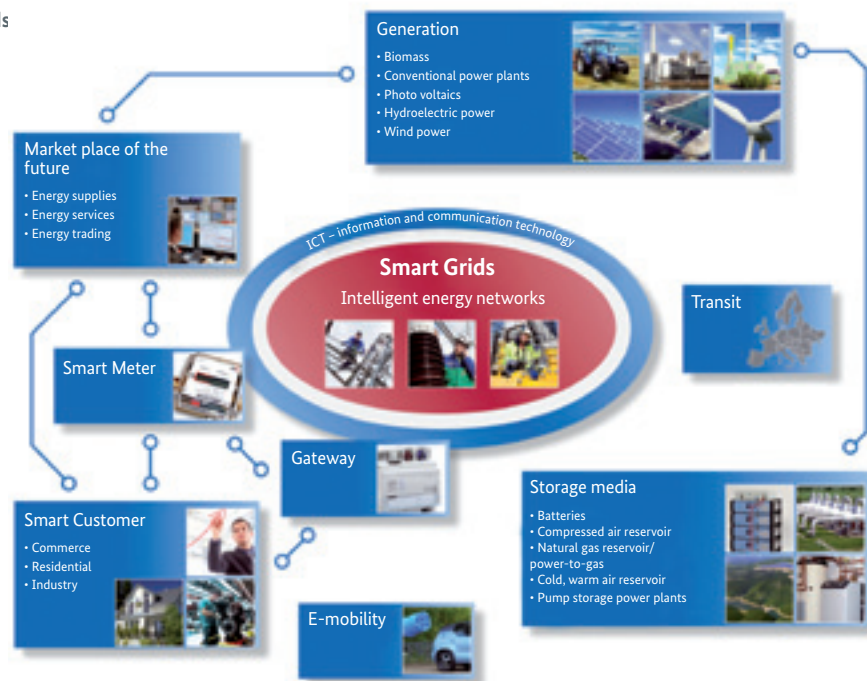 Generation
• Biomass
• Conventional power plants
• Photo voltaics
• Hydroelectric power
• Wind power
Market place of the
future
• Energy supplies
• Energy services
• Energy trading
ICT – information and communication technology
Smart Grids
Intelligent energy networks
Transit
Smart Meter
Gateway
Storage media
• Batteries
• Compressed air reservoir
• Natural gas reservoir/
power-to-gas
• Cold, warm air reservoir
• Pump storage power plants
Smart Customer
• Commerce
• Residential
• Industry
E-mobility